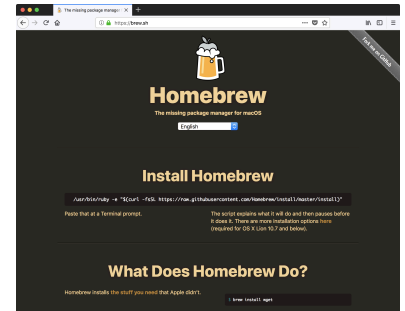 The missing package manager
https://brew.sh
Fork me on GitHub
Homebrew
The missing package manager for macOS
English
Install Homebrew
/usr/bin/ruby -e "$(curl -fsSL https://raw.githubusercontent.com/Homebrew/install/master/install)"
Paste that at a Terminal prompt.
The script explains what it will do and then pauses before
it does it. There are more installation options here
(required for OS X Lion 10.7 and below).
What Does Homebrew Do?
Homebrew installs the stuff you need that Apple didn't.
$ brew install wget